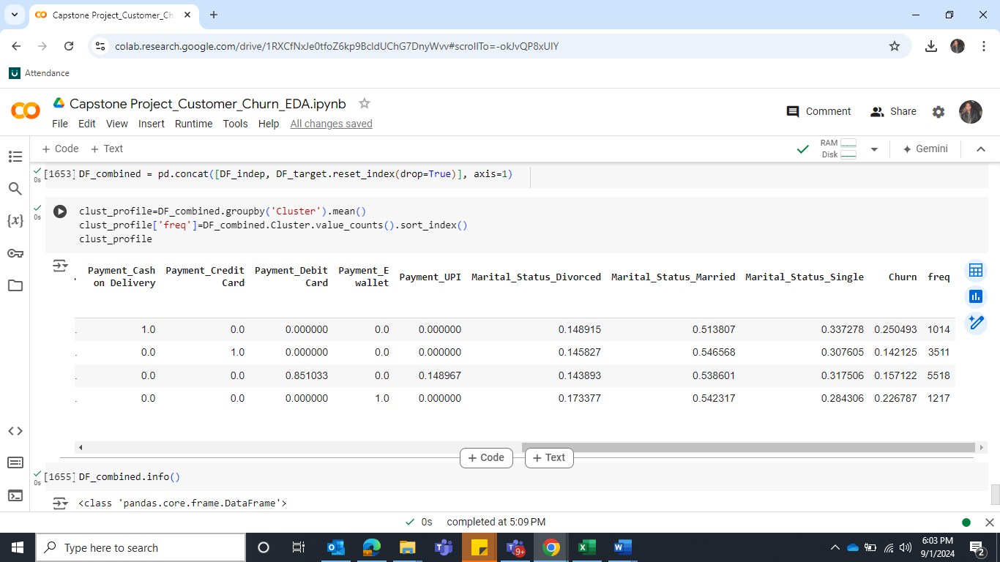 Capstone Project_Customer_Ch
colab.research.google.com/drive/1RXCfNxJe0tfoZ6kp9BcldUChG7DnyWvv#scrollTo=-okJvQP8xUIY
Attendance
Capstone Project_Customer_Churn_EDA.ipynb
Comment
Share
File Edit View Insert Runtime Tools Help All changes saved
+ Code + Text
RAM
Disk
Gemini
0s
[1653] DF_combined = pd.concat([DF_indep, DF_target.reset_index(drop=True)], axis=1)
0s
clust_profile=DF_combined.groupby('Cluster').mean()
clust_profile['freq']=DF_combined.Cluster.value_counts().sort_index()
clust_profile
Payment_Cash on Delivery Payment_Credit Card Payment_Debit Card Payment_E wallet Payment_UPI Marital_Status_Divorced Marital_Status_Married Marital_Status_Single Churn freq
1.0 0.0 0.000000 0.0 0.000000 0.148915 0.513807 0.337278 0.250493 1014
0.0 1.0 0.000000 0.0 0.000000 0.145827 0.546568 0.307605 0.142125 3511
0.0 0.0 0.851033 0.0 0.148967 0.143893 0.538601 0.317506 0.157122 5518
0.0 0.0 0.000000 1.0 0.000000 0.173377 0.542317 0.284306 0.226787 1217
+ Code + Text
0s
[1655] DF_combined.info()
<class 'pandas.core.frame.DataFrame'>
0s completed at 5:09 PM
Type here to search
9+
6:03 PM
9/1/2024
2